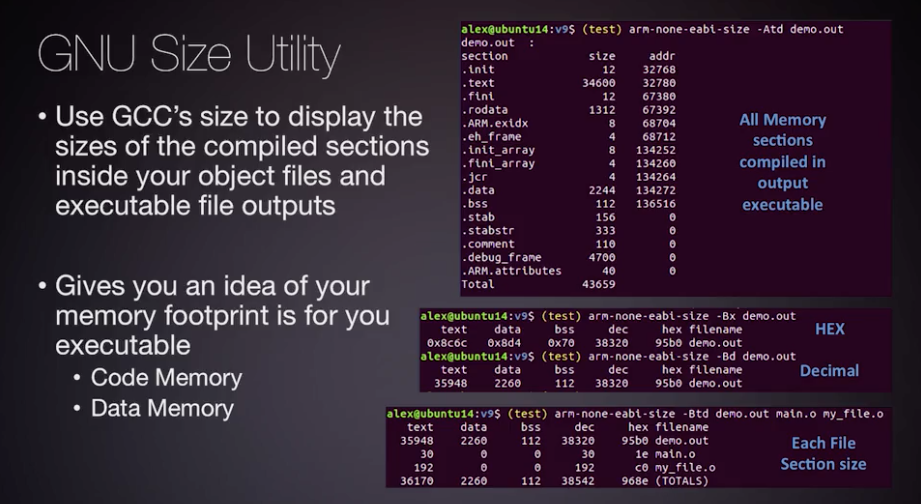 GNU Size Utility
• Use GCC's size to display the
sizes of the compiled sections
inside your object files and
executable file outputs
• Gives you an idea of your
memory footprint is for you
executable
• Code Memory
• Data Memory
alex@ubuntu14:v9$ (test) arm-none-eabi-size -Atd demo.out
demo.out  :
section size addr
.init 12 32768
.text 34600 32780
.fini 12 67380
.rodata 1312 67392
.ARM.exidx 8 68704
.eh_frame 4 68712
.init_array 8 134252
.fini_array 4 134260
.jcr 4 134264
.data 2244 134272
.bss 112 136516
.stab 156 0
.stabstr 333 0
.comment 110 0
.debug_frame 4700 0
.ARM.attributes 40 0
Total 43659
All Memory
sections
compiled in
output
executable
alex@ubuntu14:v9$ (test) arm-none-eabi-size -Bx demo.out
text data bss dec hex filename
0x8c6c 0x8d4 0x70 38320 95b0 demo.out
HEX
alex@ubuntu14:v9$ (test) arm-none-eabi-size -Bd demo.out
text data bss dec hex filename
35948 2260 112 38320 95b0 demo.out
Decimal
alex@ubuntu14:v9$ (test) arm-none-eabi-size -Btd demo.out main.o my_file.o
text data bss dec hex filename
35948 2260 112 38320 95b0 demo.out
30 0 0 30 1e main.o
192 0 0 192 c0 my_file.o
36170 2260 112 38542 968e (TOTALS)
Each File
Section size